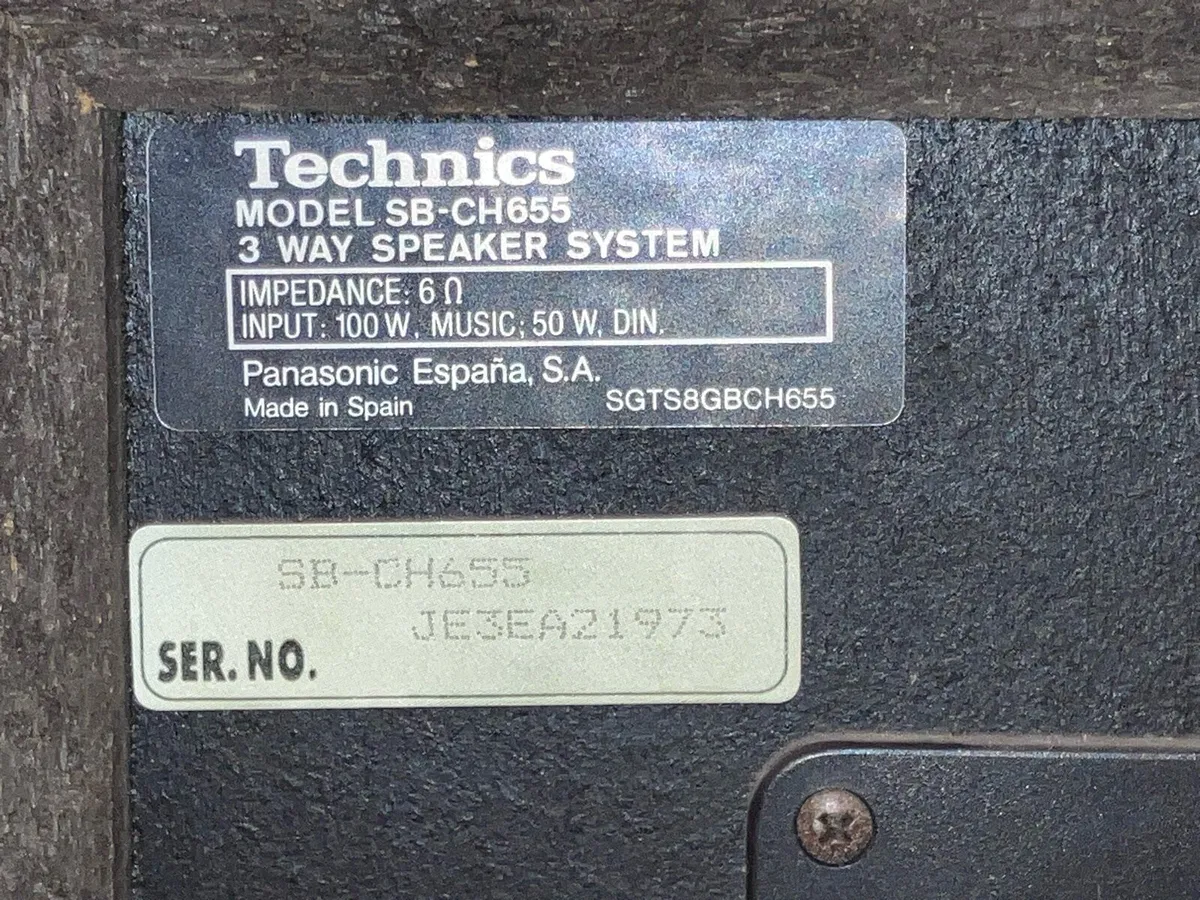 Technics
MODEL SB-CH655
3 WAY SPEAKER SYSTEM
IMPEDANCE: 6 Ω
INPUT: 100 W. MUSIC; 50 W. DIN.
Panasonic España, S.A.
Made in Spain SGTS8GBCH655
SB-CH655
JE3EA21973
SER. NO.